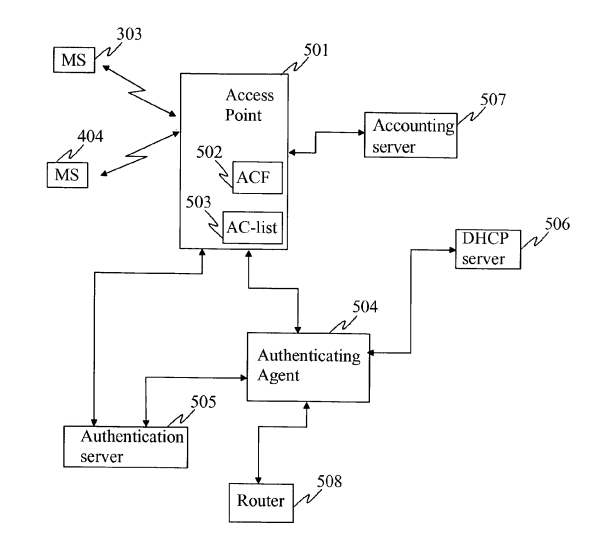 303
MS
501
Access
Point
507
Accounting
server
404
MS
502
ACF
503
AC-list
506
DHCP
server
504
Authenticating
Agent
505
Authentication
server
Router
508